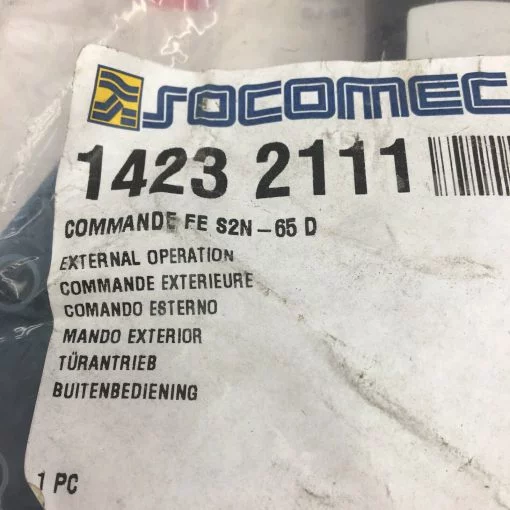 SOCOMEC
1423 2111
COMMANDE FE S2N-65 D
EXTERNAL OPERATION
COMMANDE EXTERIEURE
COMANDO ESTERNO
MANDO EXTERIOR
TÜRANTRIEB
BUITENBEDIENING
1 PC